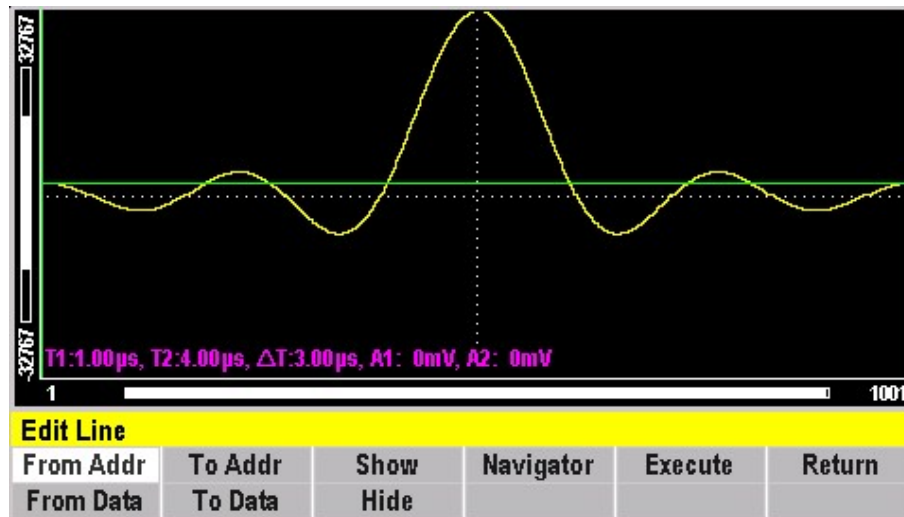 32767
-32767
T1:1.00µs, T2:4.00µs, ΔT:3.00µs, A1: 0mV, A2: 0mV
1 1001
Edit Line
From Addr To Addr Show Navigator Execute Return
From Data To Data Hide